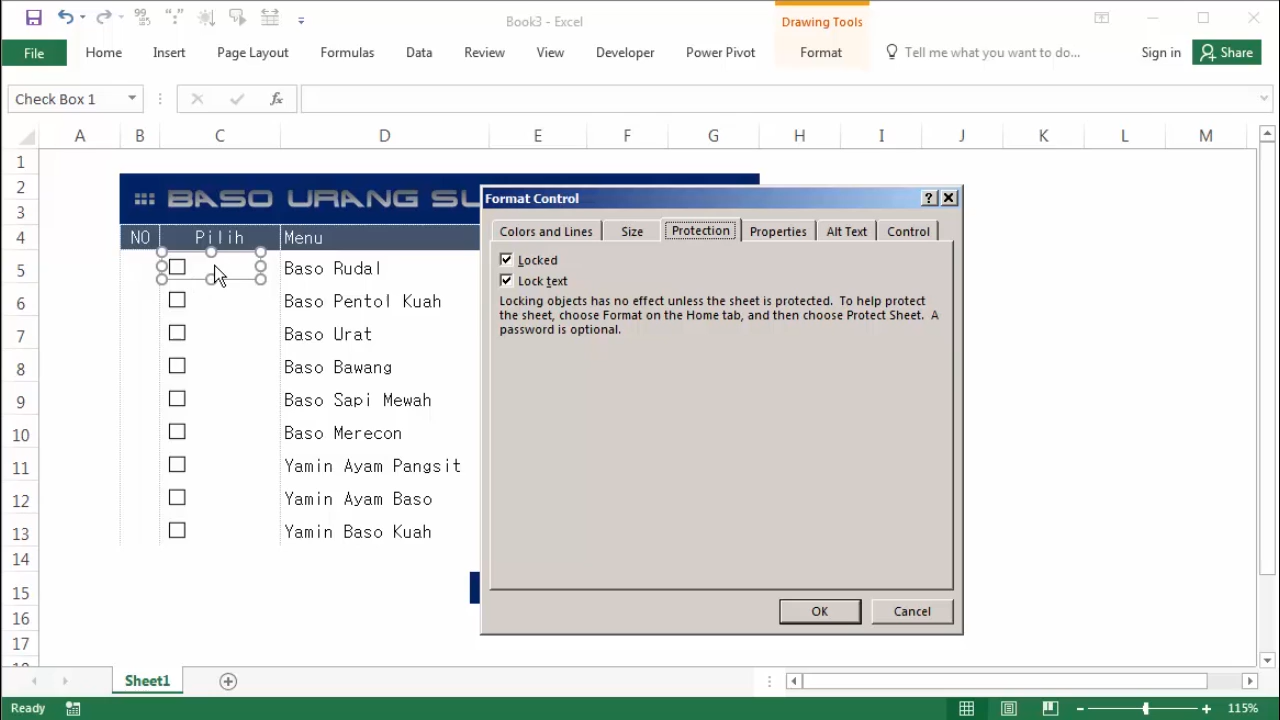 Book3 - Excel
Drawing Tools
File Home Insert Page Layout Formulas Data Review View Developer Power Pivot Format Tell me what you want to do... Sign in Share
Check Box 1
fx
A B C D E F G H I J K L M
1
2
3
BASO URANG SU
4 NO Pilih Menu
5 Baso Rudal
6 Baso Pentol Kuah
7 Baso Urat
8 Baso Bawang
9 Baso Sapi Mewah
10 Baso Merecon
11 Yamin Ayam Pangsit
12 Yamin Ayam Baso
13 Yamin Baso Kuah
14
15
16
17
Format Control
Colors and Lines Size Protection Properties Alt Text Control
Locked
Lock text
Locking objects has no effect unless the sheet is protected. To help protect
the sheet, choose Format on the Home tab, and then choose Protect Sheet. A
password is optional.
OK Cancel
Sheet1
Ready 115%